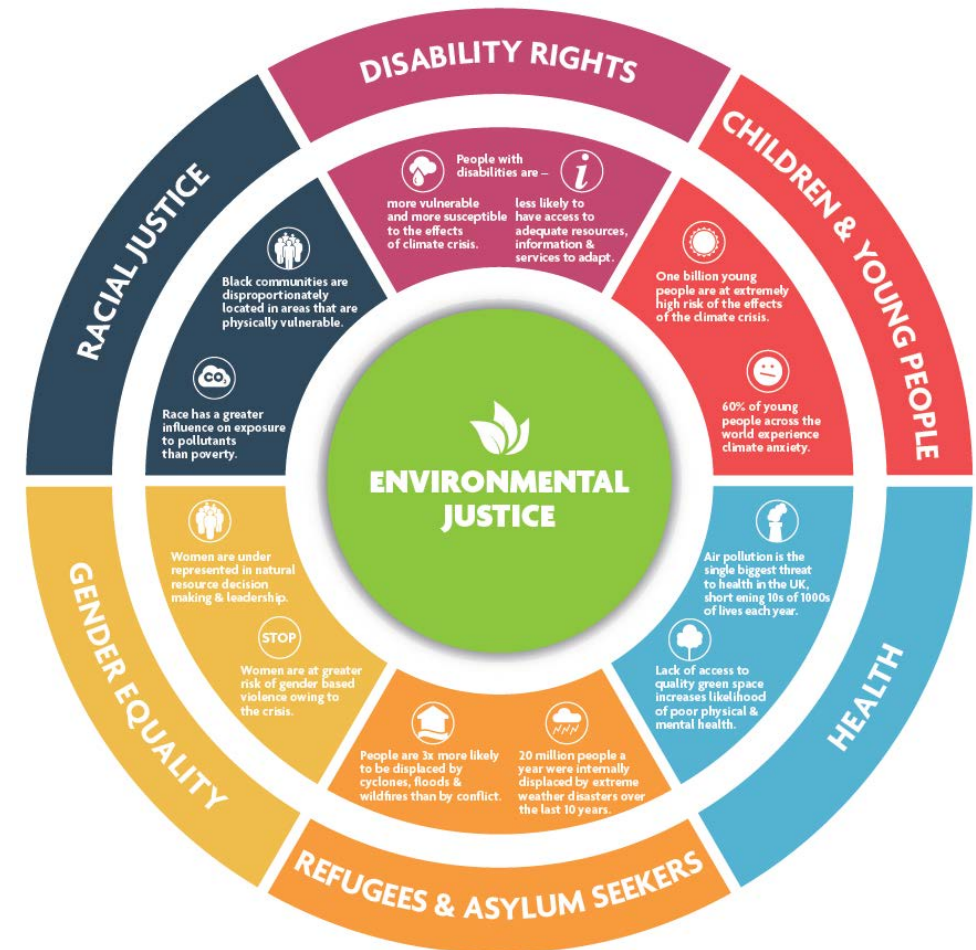 DISABILITY RIGHTS
People with
disabilities are –
more vulnerable
and more susceptible
to the effects
of climate crisis.
less likely to
have access to
adequate resources,
information &
services to adapt.
CHILDREN & YOUNG PEOPLE
One billion young
people are at extremely
high risk of the effects
of the climate crisis.
60% of young
people across the
world experience
climate anxiety.
HEALTH
Air pollution is the
single biggest threat
to health in the UK,
short ening 10s of 1000s
of lives each year.
Lack of access to
quality green space
increases likelihood
of poor physical &
mental health.
REFUGEES & ASYLUM SEEKERS
People are 3x more likely
to be displaced by
cyclones, floods &
wildfires than by conflict.
20 million people a
year were internally
displaced by extreme
weather disasters over
the last 10 years.
GENDER EQUALITY
Women are under
represented in natural
resource decision
making & leadership.
STOP
Women are at greater
risk of gender based
violence owing to
the crisis.
RACIAL JUSTICE
Black communities are
disproportionately
located in areas that are
physically vulnerable.
CO₂
Race has a greater
influence on exposure
to pollutants
than poverty.
ENVIRONMENTAL
JUSTICE